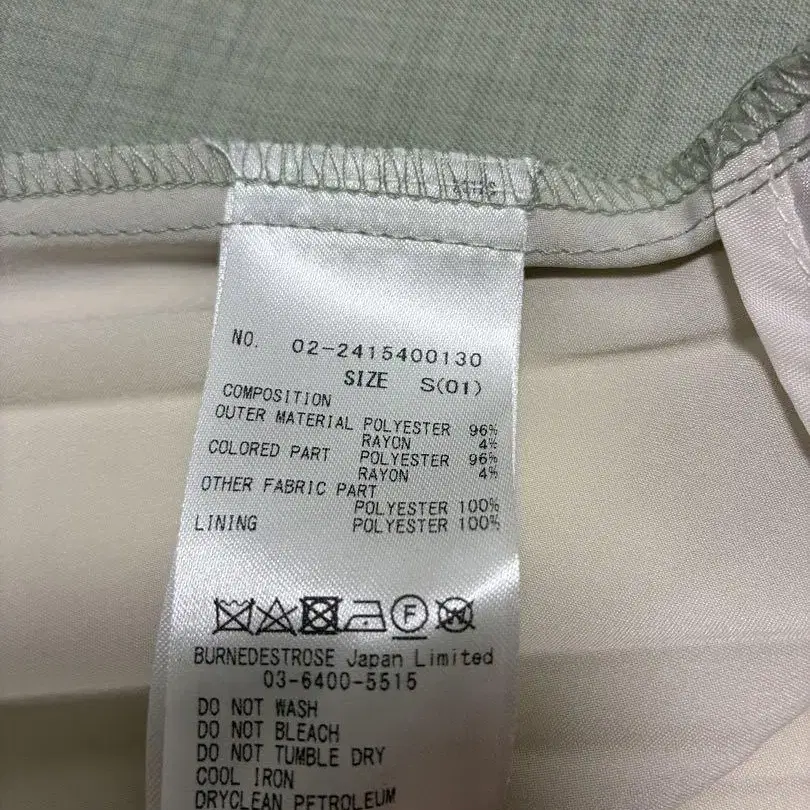 NO. 02-2415400130
SIZE S(01)
COMPOSITION
OUTER MATERIAL POLYESTER 96%
RAYON 4%
COLORED PART POLYESTER 96%
RAYON 4%
OTHER FABRIC PART
POLYESTER 100%
LINING POLYESTER 100%
F W
BURNEDESTROSE Japan Limited
03-6400-5515
DO NOT WASH
DO NOT BLEACH
DO NOT TUMBLE DRY
COOL IRON
DRYCLEAN PETROLEUM